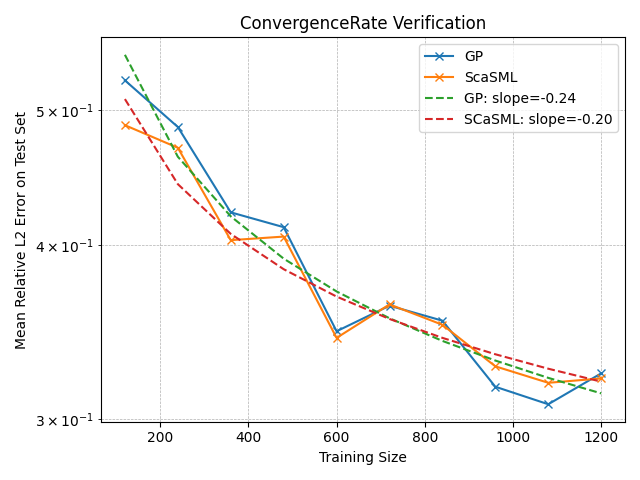 ConvergenceRate Verification
Mean Relative L2 Error on Test Set
5 × 10⁻¹
4 × 10⁻¹
3 × 10⁻¹
GP
ScaSML
GP: slope=-0.24
SCaSML: slope=-0.20
200 400 600 800 1000 1200
Training Size